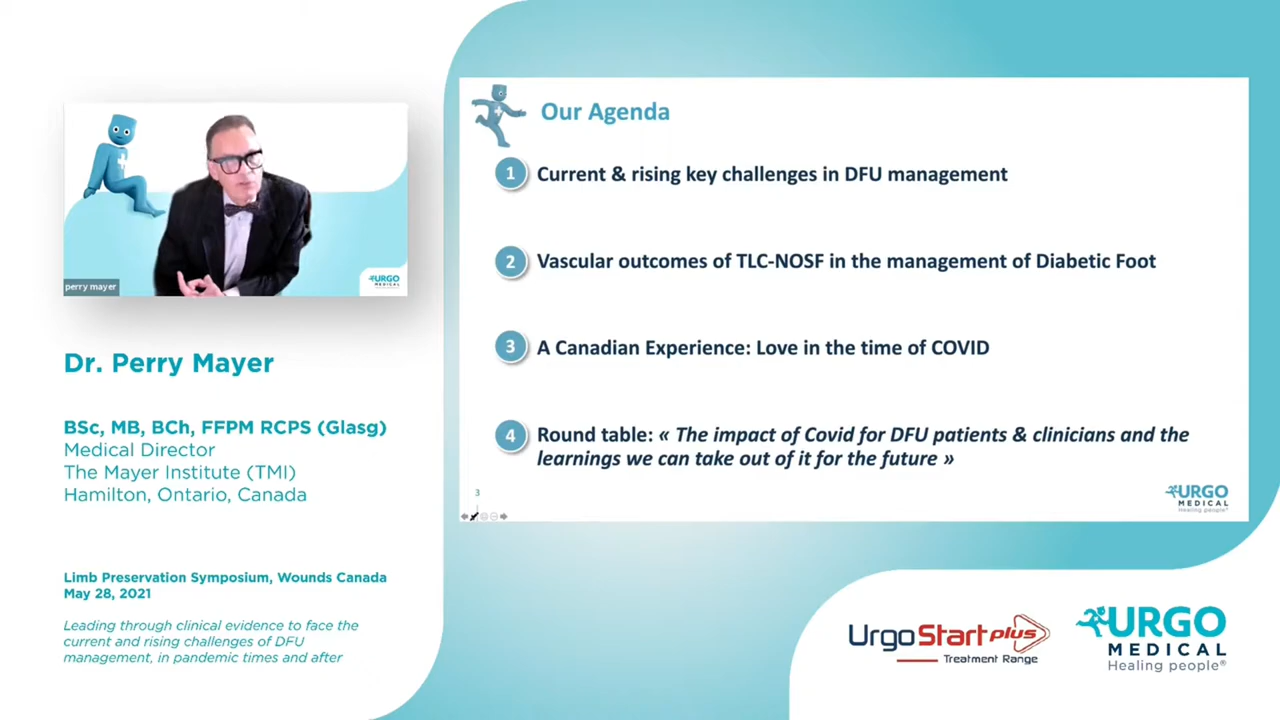 perry mayer
URGO
MEDICAL
Dr. Perry Mayer
BSc, MB, BCh, FFPM RCPS (Glasg)
Medical Director
The Mayer Institute (TMI)
Hamilton, Ontario, Canada
Limb Preservation Symposium, Wounds Canada
May 28, 2021
Leading through clinical evidence to face the
current and rising challenges of DFU
management, in pandemic times and after
Our Agenda
1 Current & rising key challenges in DFU management
2 Vascular outcomes of TLC-NOSF in the management of Diabetic Foot
3 A Canadian Experience: Love in the time of COVID
4 Round table: « The impact of Covid for DFU patients & clinicians and the
learnings we can take out of it for the future »
3
URGO
MEDICAL
Healing people®
UrgoStart plus
Treatment Range
URGO
MEDICAL
Healing people®